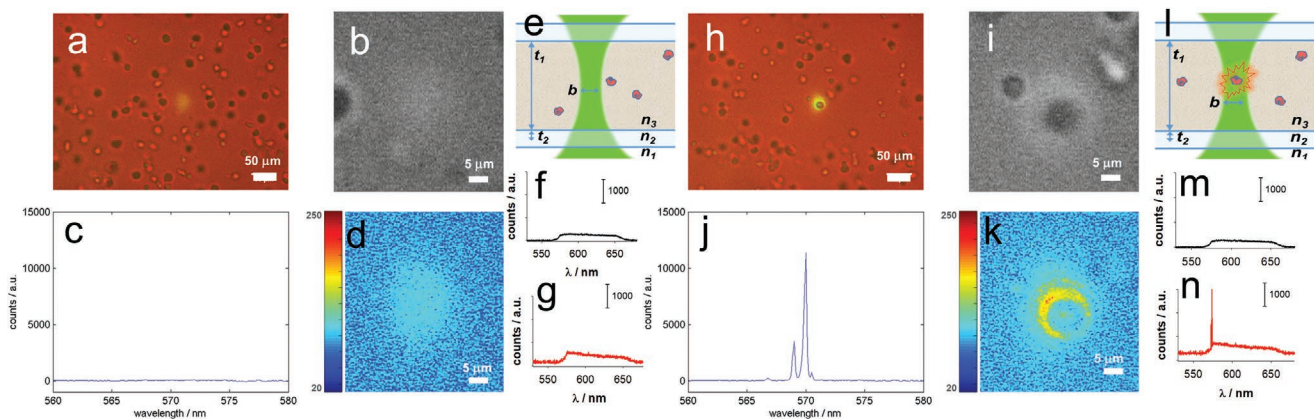 a
50 μm
b
5 μm
e
t1
b
n3
t2
n2
n1
h
50 μm
i
5 μm
l
t1
b
n3
t2
n2
n1
c
15000
10000
5000
0
counts / a.u.
560 565 570 575 580
wavelength / nm
d
250
20
5 μm
f
1000
counts / a.u.
550 600 650
λ / nm
g
1000
counts / a.u.
550 600 650
λ / nm
j
15000
10000
5000
0
counts / a.u.
560 565 570 575 580
wavelength / nm
k
250
20
5 μm
m
1000
counts / a.u.
550 600 650
λ / nm
n
1000
counts / a.u.
550 600 650
λ / nm